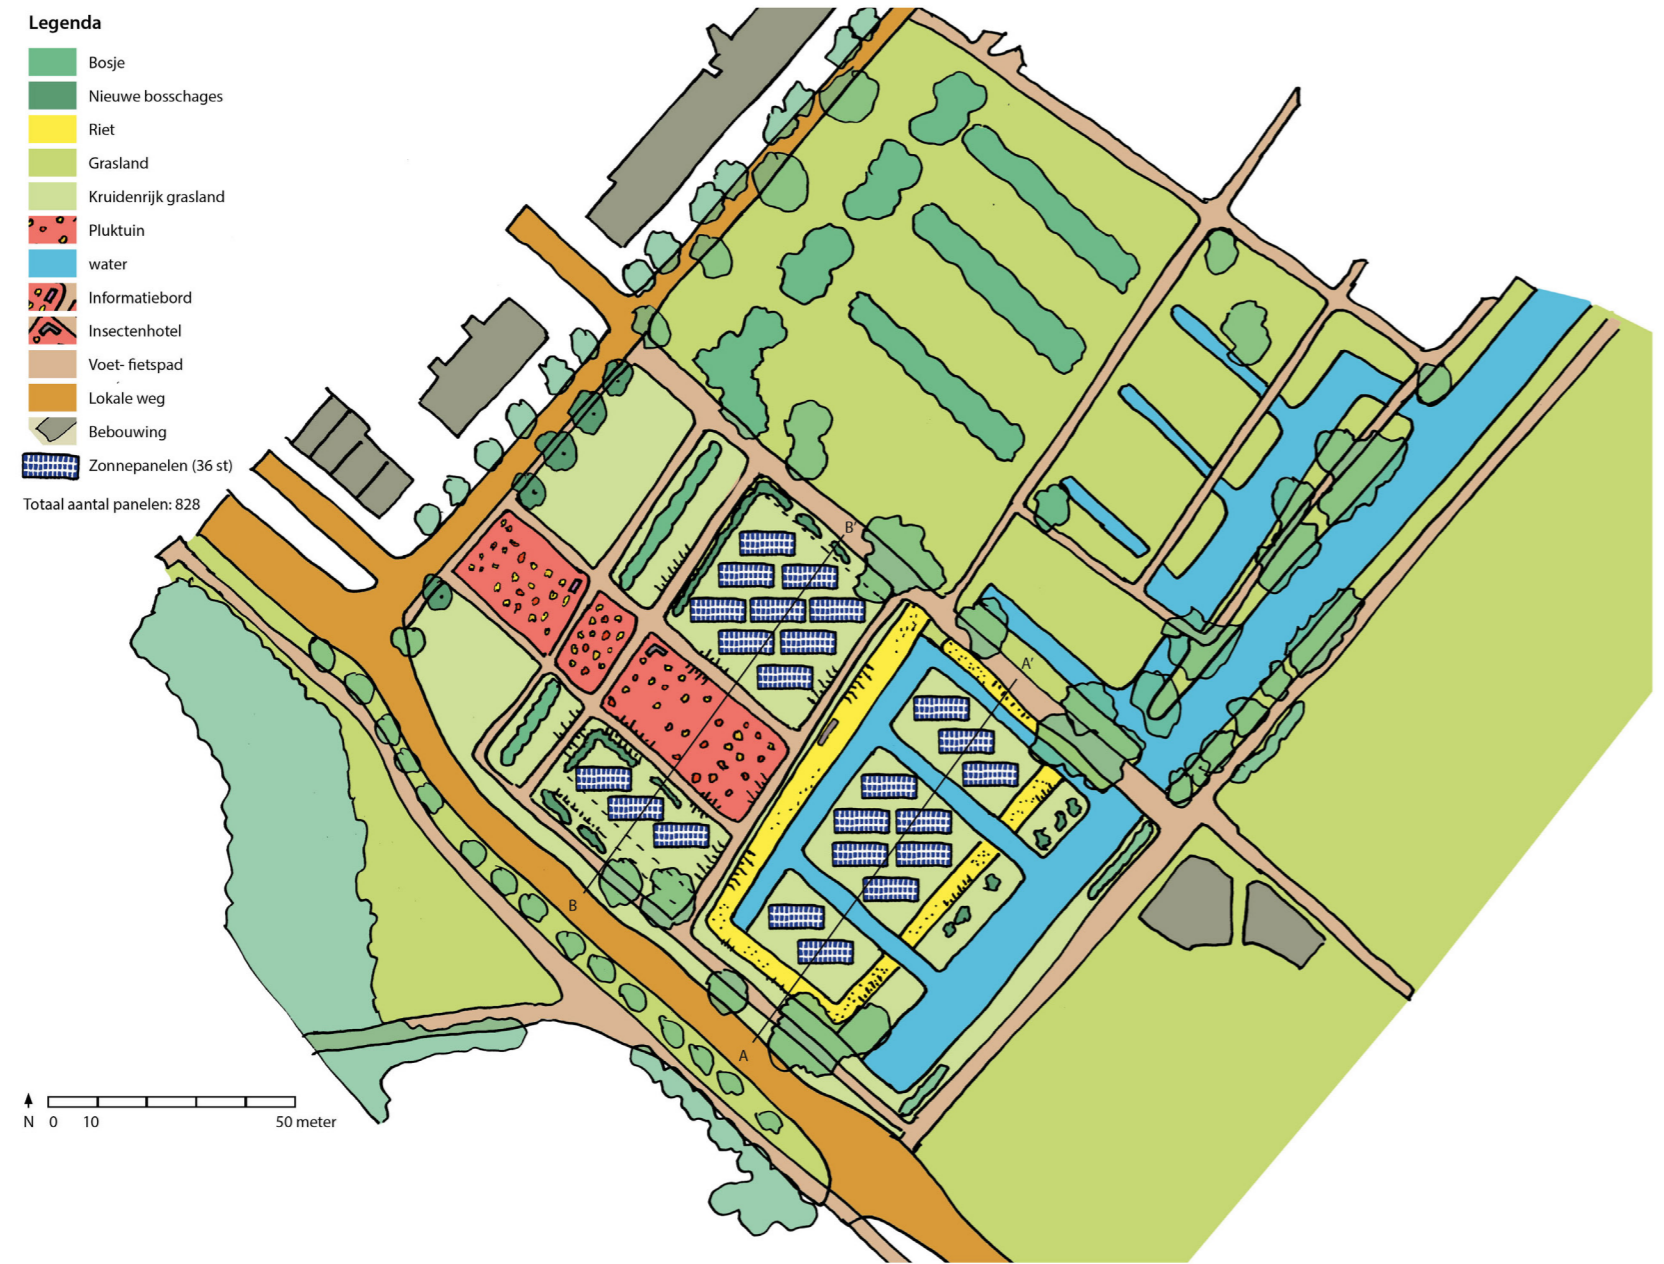 Legenda
Bosje
Nieuwe bosschages
Riet
Grasland
Kruidenrijk grasland
Pluktuin
water
Informatiebord
Insectenhotel
Voet- fietspad
Lokale weg
Bebouwing
Zonnepanelen (36 st)
Totaal aantal panelen: 828
B'
A'
B
A
N 0 10 50 meter